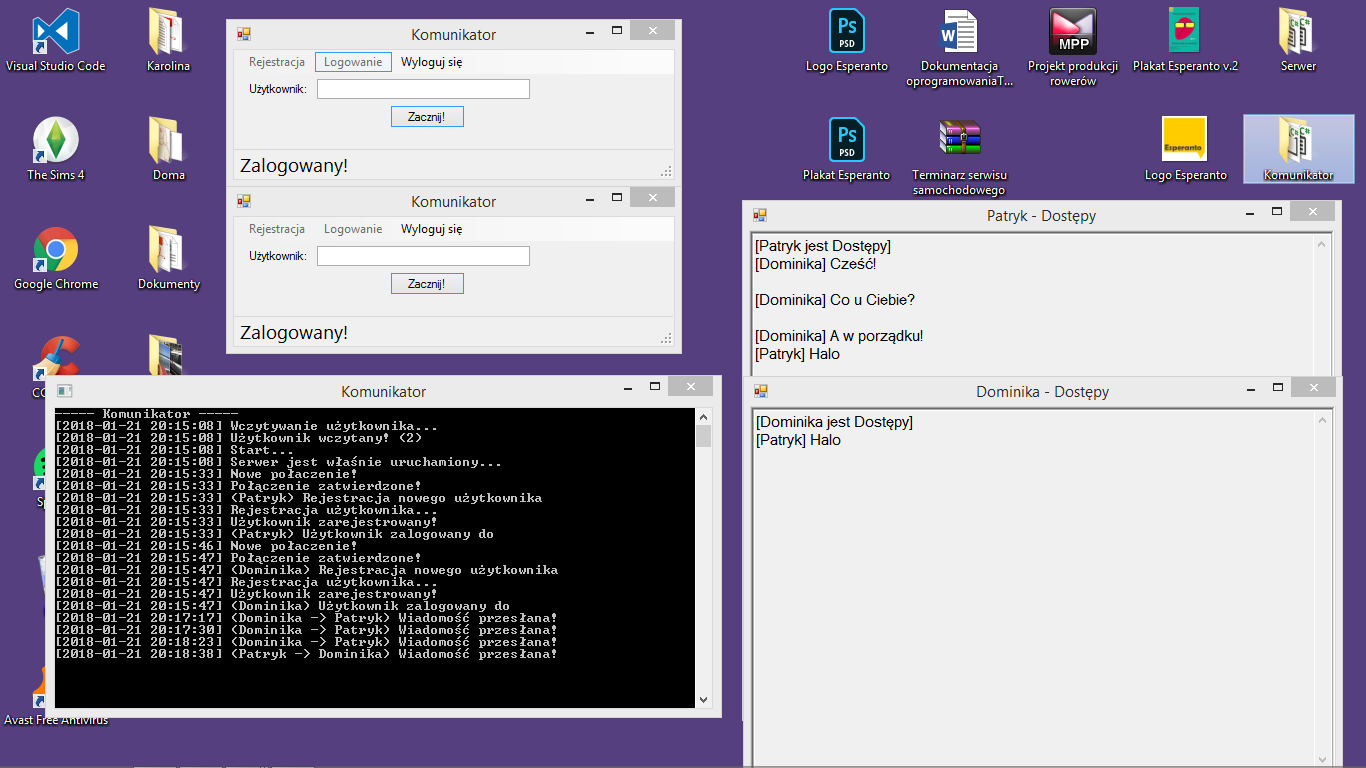 Visual Studio Code
Karolina
The Sims 4
Doma
Google Chrome
Dokumenty
CC
Sp
Avast Free Antivirus
Komunikator
Rejestracja Logowanie Wyloguj się
Użytkownik:
Zacznij!
Zalogowany!
Komunikator
Rejestracja Logowanie Wyloguj się
Użytkownik:
Zacznij!
Zalogowany!
Ps
PSD
Logo Esperanto
Dokumentacja
oprogramowaniaT...
MPP
Projekt produkcji
rowerów
Plakat Esperanto v.2
Serwer
Ps
PSD
Plakat Esperanto
Terminarz serwisu
samochodowego
Esperanto
Logo Esperanto
Komunikator
Komunikator
----- Komunikator -----
[2018-01-21 20:15:08] Wczytywanie użytkownika...
[2018-01-21 20:15:08] Użytkownik wczytany! (2)
[2018-01-21 20:15:08] Start...
[2018-01-21 20:15:08] Serwer jest właśnie uruchamiony...
[2018-01-21 20:15:33] Nowe połaczenie!
[2018-01-21 20:15:33] Połączenie zatwierdzone!
[2018-01-21 20:15:33] (Patryk) Rejestracja nowego użytkownika
[2018-01-21 20:15:33] Rejestracja użytkownika...
[2018-01-21 20:15:33] Użytkownik zarejestrowany!
[2018-01-21 20:15:33] (Patryk) Użytkownik zalogowany do
[2018-01-21 20:15:46] Nowe połaczenie!
[2018-01-21 20:15:47] Połączenie zatwierdzone!
[2018-01-21 20:15:47] (Dominika) Rejestracja nowego użytkownika
[2018-01-21 20:15:47] Rejestracja użytkownika...
[2018-01-21 20:15:47] Użytkownik zarejestrowany!
[2018-01-21 20:15:47] (Dominika) Użytkownik zalogowany do
[2018-01-21 20:17:17] (Dominika -> Patryk) Wiadomość przesłana!
[2018-01-21 20:17:30] (Dominika -> Patryk) Wiadomość przesłana!
[2018-01-21 20:18:23] (Dominika -> Patryk) Wiadomość przesłana!
[2018-01-21 20:18:38] (Patryk -> Dominika) Wiadomość przesłana!
Patryk - Dostępy
[Patryk jest Dostępy]
[Dominika] Cześć!
[Dominika] Co u Ciebie?
[Dominika] A w porządku!
[Patryk] Halo
Dominika - Dostępy
[Dominika jest Dostępy]
[Patryk] Halo